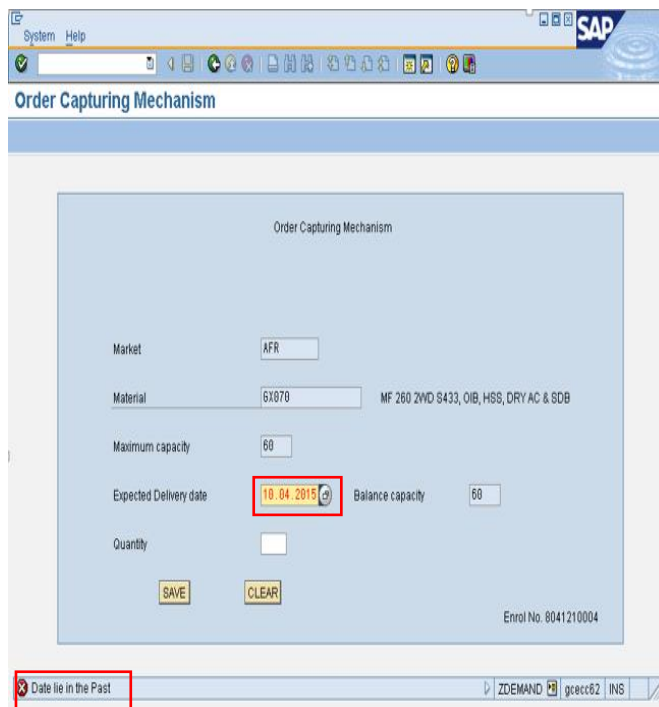 System Help
SAP
Order Capturing Mechanism
Order Capturing Mechanism
Market AFR
Material GX070 MF 260 2WD S433, OIB, HSS, DRY AC & SDB
Maximum capacity 60
Expected Delivery date 10.04.2015 Balance capacity 60
Quantity
SAVE CLEAR
Enrol No. 8041210004
Date lie in the Past ZDEMAND gcecc62 INS